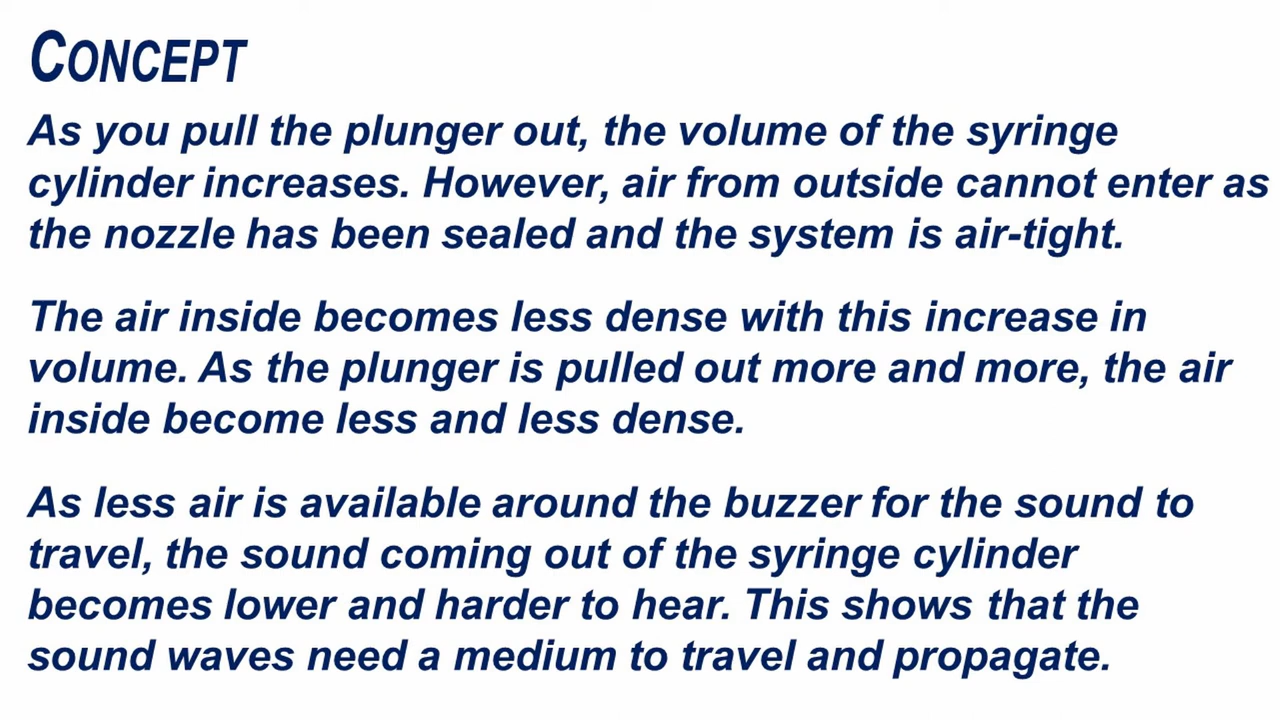 CONCEPT
As you pull the plunger out, the volume of the syringe
cylinder increases. However, air from outside cannot enter as
the nozzle has been sealed and the system is air-tight.
The air inside becomes less dense with this increase in
volume. As the plunger is pulled out more and more, the air
inside become less and less dense.
As less air is available around the buzzer for the sound to
travel, the sound coming out of the syringe cylinder
becomes lower and harder to hear. This shows that the
sound waves need a medium to travel and propagate.